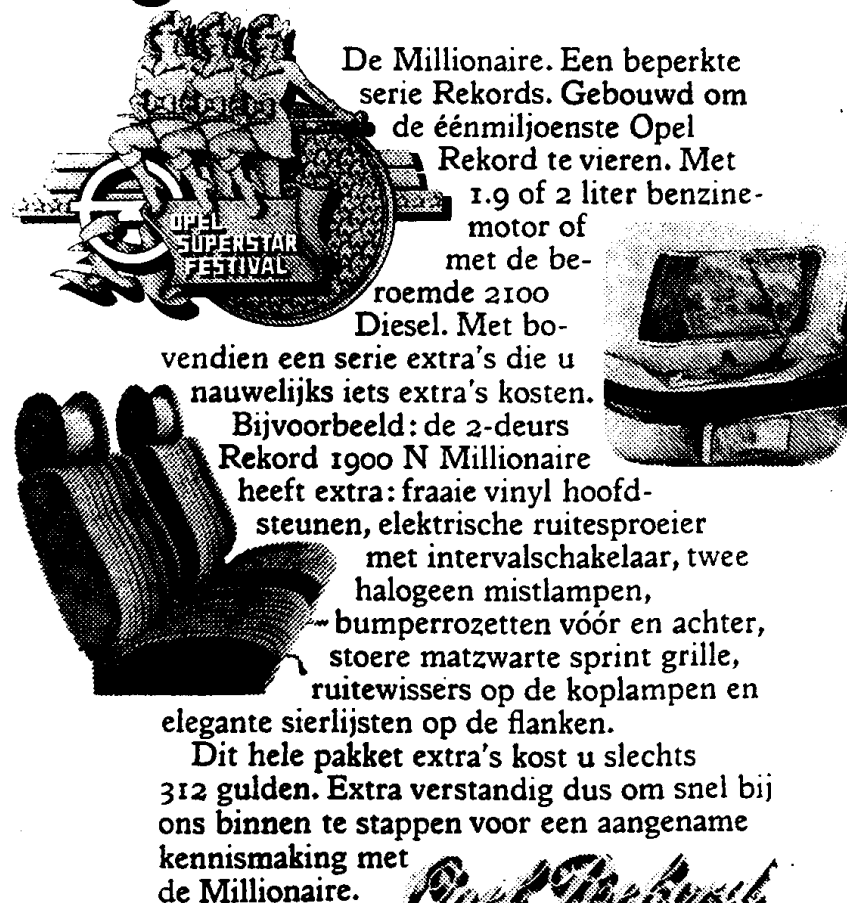 OPEL
SUPERSTAR
FESTIVAL
De Millionaire. Een beperkte
serie Rekords. Gebouwd om
de éénmiljoenste Opel
Rekord te vieren. Met
1.9 of 2 liter benzine-
motor of
met de be-
roemde 2100
Diesel. Met bo-
vendien een serie extra's die u
nauwelijks iets extra's kosten.
Bijvoorbeeld: de 2-deurs
Rekord 1900 N Millionaire
heeft extra: fraaie vinyl hoofd-
steunen, elektrische ruitesproeier
met intervalschakelaar, twee
halogeen mistlampen,
bumperrozetten vóór en achter,
stoere matzwarte sprint grille,
ruitewissers op de koplampen en
elegante sierlijsten op de flanken.
Dit hele pakket extra's kost u slechts
312 gulden. Extra verstandig dus om snel bij
ons binnen te stappen voor een aangename
kennismaking met
de Millionaire.